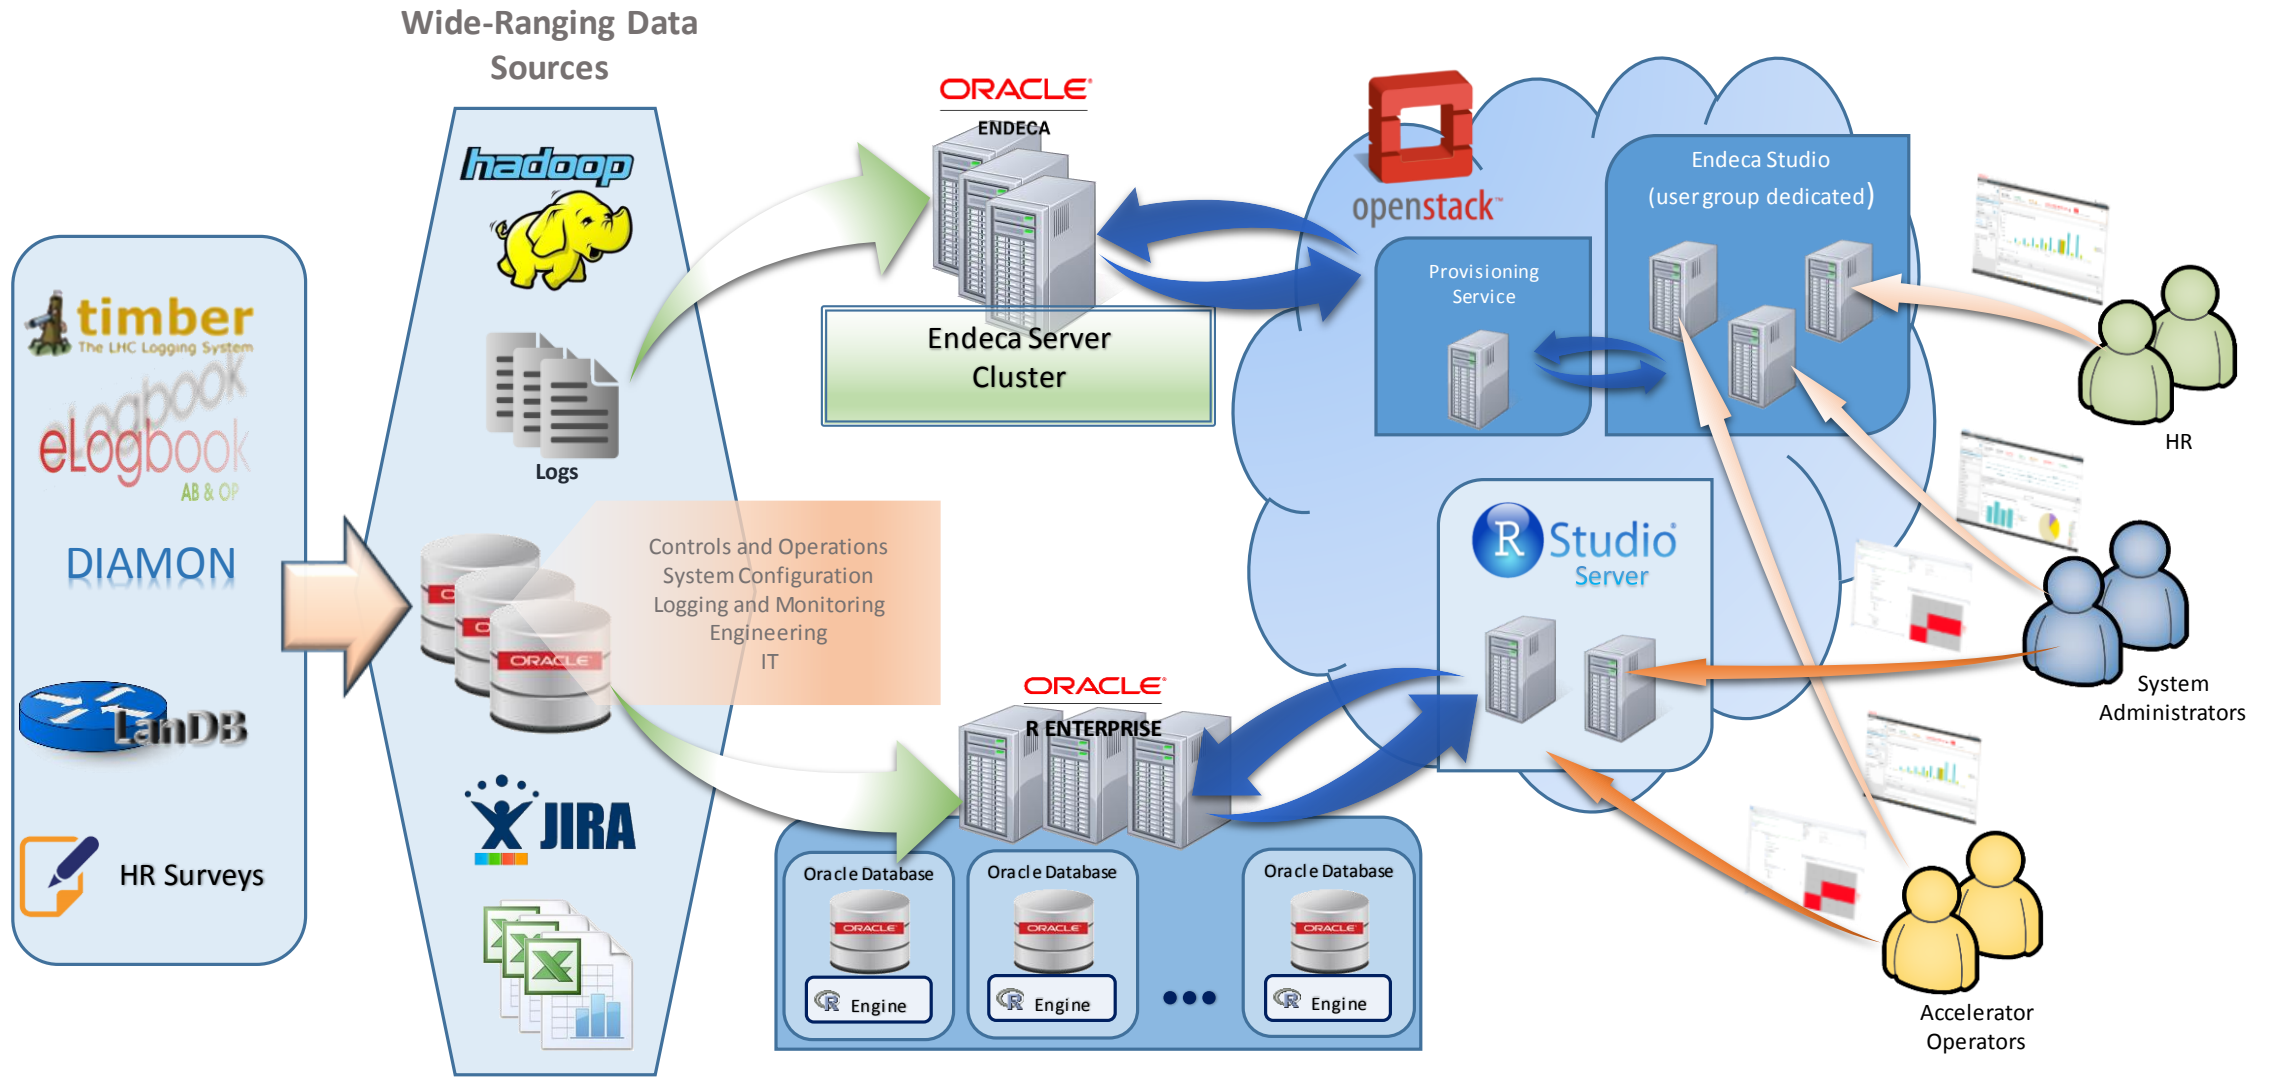 Wide-Ranging Data
Sources
timber
The LHC Logging System
eLogbook
eLogbook
AB & OP
DIAMON
LanDB
HR Surveys
hadoop
Logs
ORACLE
ORACLE
ORACLE
Controls and Operations
System Configuration
Logging and Monitoring
Engineering
IT
JIRA
ORACLE
ENDECA
Endeca Server
Cluster
ORACLE
R ENTERPRISE
Oracle Database
ORACLE
R Engine
Oracle Database
ORACLE
R Engine
...
Oracle Database
ORACLE
R Engine
openstack™
Provisioning
Service
Endeca Studio
(user group dedicated)
R Studio
Server
HR
System
Administrators
Accelerator
Operators